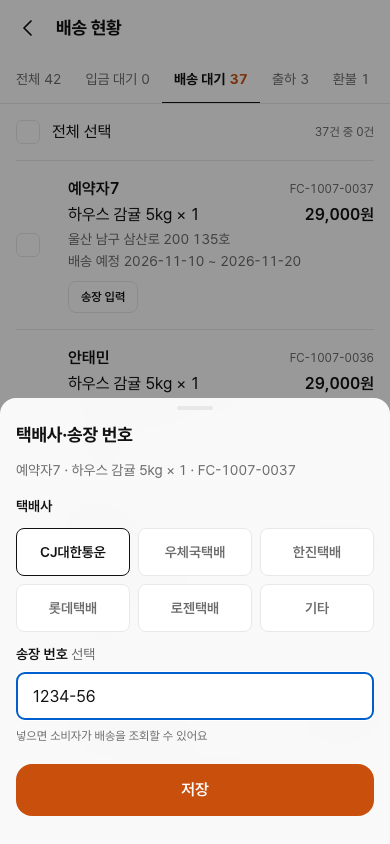 배송 현황
전체 42 입금 대기 0 배송 대기 37 출하 3 환불 1
전체 선택 37건 중 0건
예약자7 FC-1007-0037
하우스 감귤 5kg × 1 29,000원
울산 남구 삼산로 200 135호
배송 예정 2026-11-10 ~ 2026-11-20
송장 입력
안태민 FC-1007-0036
하우스 감귤 5kg × 1 29,000원
택배사·송장 번호
예약자7 · 하우스 감귤 5kg × 1 · FC-1007-0037
택배사
CJ대한통운 우체국택배 한진택배
롯데택배 로젠택배 기타
송장 번호 선택
1234-56
넣으면 소비자가 배송을 조회할 수 있어요
저장